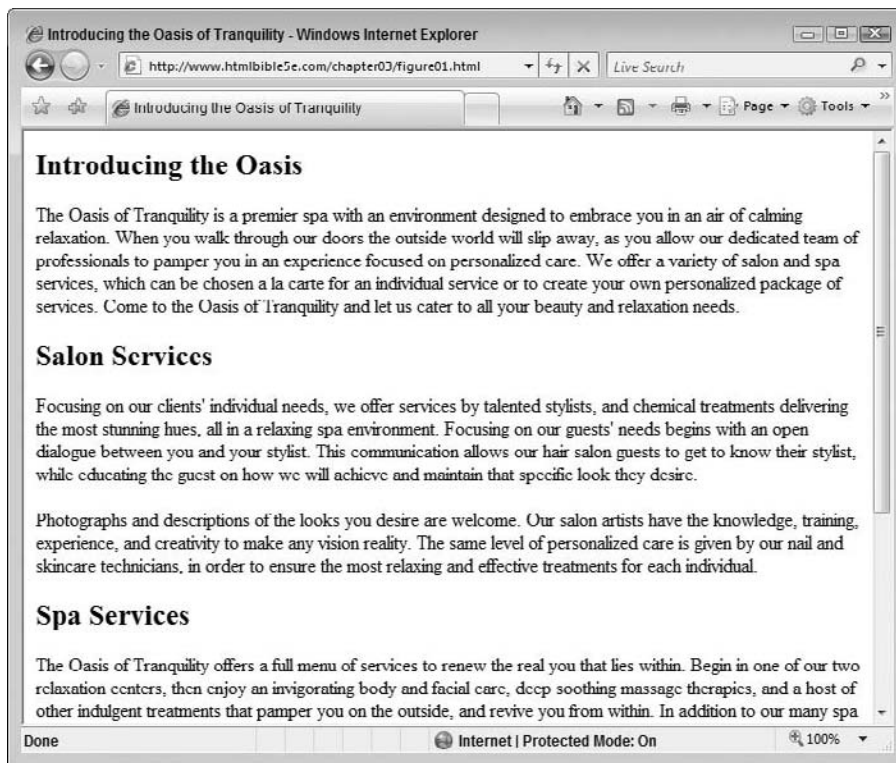 Introducing the Oasis of Tranquility - Windows Internet Explorer
http://www.htmlbible5e.com/chapter03/figure01.html
Live Search
Introducing the Oasis of Tranquility
Page
Tools
Introducing the Oasis
The Oasis of Tranquility is a premier spa with an environment designed to embrace you in an air of calming
relaxation. When you walk through our doors the outside world will slip away, as you allow our dedicated team of
professionals to pamper you in an experience focused on personalized care. We offer a variety of salon and spa
services, which can be chosen a la carte for an individual service or to create your own personalized package of
services. Come to the Oasis of Tranquility and let us cater to all your beauty and relaxation needs.
Salon Services
Focusing on our clients' individual needs, we offer services by talented stylists, and chemical treatments delivering
the most stunning hues, all in a relaxing spa environment. Focusing on our guests' needs begins with an open
dialogue between you and your stylist. This communication allows our hair salon guests to get to know their stylist,
while educating the guest on how we will achieve and maintain that specific look they desire.
Photographs and descriptions of the looks you desire are welcome. Our salon artists have the knowledge, training,
experience, and creativity to make any vision reality. The same level of personalized care is given by our nail and
skincare technicians, in order to ensure the most relaxing and effective treatments for each individual.
Spa Services
The Oasis of Tranquility offers a full menu of services to renew the real you that lies within. Begin in one of our two
relaxation centers, then enjoy an invigorating body and facial care, deep soothing massage therapies, and a host of
other indulgent treatments that pamper you on the outside, and revive you from within. In addition to our many spa
Done
Internet | Protected Mode: On
100%